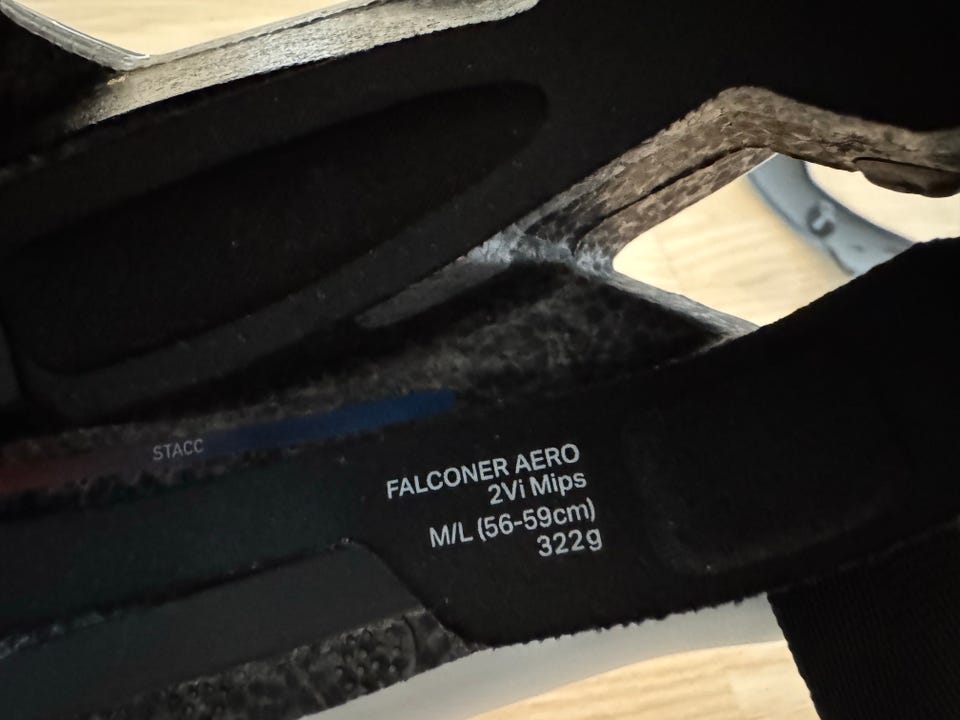 STACC
FALCONER AERO
2Vi Mips
M/L (56-59cm)
322g